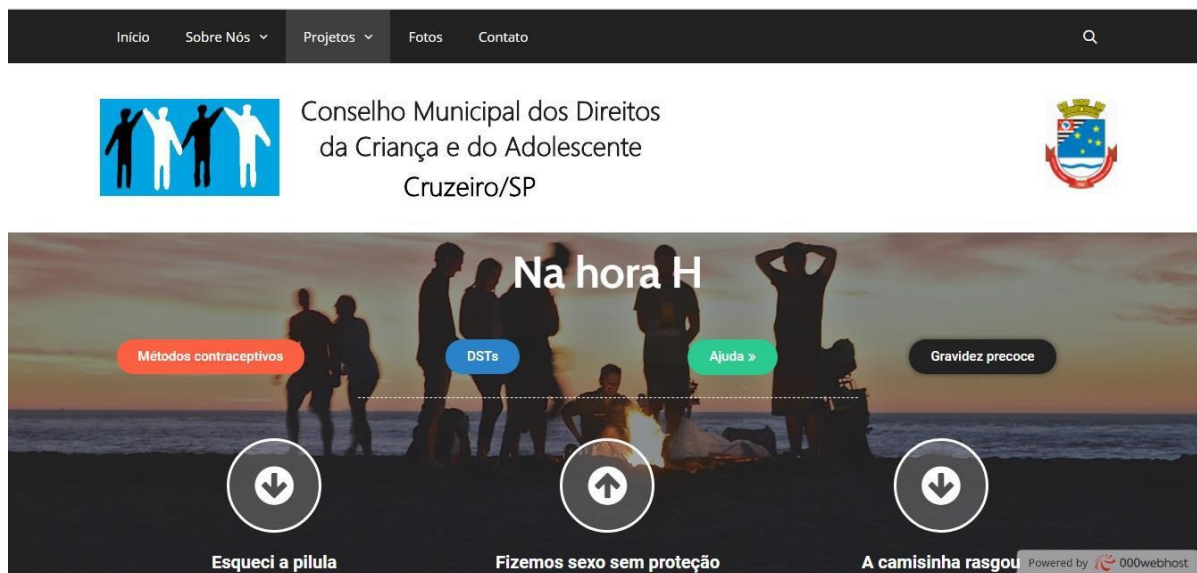 Início Sobre Nós Projetos Fotos Contato
Conselho Municipal dos Direitos
da Criança e do Adolescente
Cruzeiro/SP
Na hora H
Métodos contraceptivos DSTs Ajuda » Gravidez precoce
Esqueci a pilula Fizemos sexo sem proteção A camisinha rasgou
Powered by 000webhost